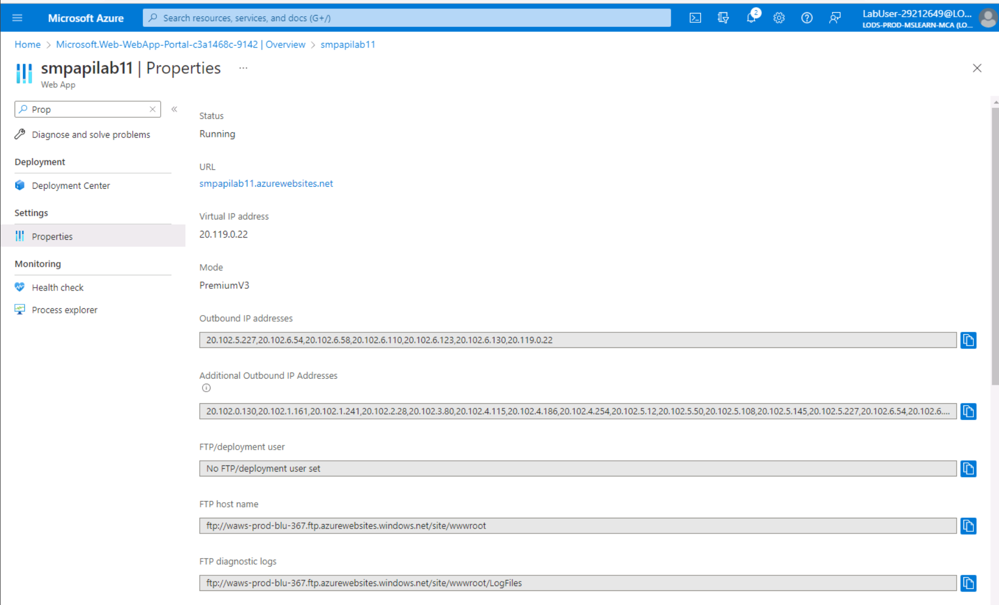 Microsoft Azure
Search resources, services, and docs (G+/)
2
LabUser-29212649@LO...
LODS-PROD-MSLEARN-MCA (LO...
Home > Microsoft.Web-WebApp-Portal-c3a1468c-9142 | Overview > smpapilab11
smpapilab11 | Properties ...
Web App
Prop
Diagnose and solve problems
Deployment
Deployment Center
Settings
Properties
Monitoring
Health check
Process explorer
Status
Running
URL
smpapilab11.azurewebsites.net
Virtual IP address
20.119.0.22
Mode
PremiumV3
Outbound IP addresses
20.102.5.227,20.102.6.54,20.102.6.58,20.102.6.110,20.102.6.123,20.102.6.130,20.119.0.22
Additional Outbound IP Addresses
20.102.0.130,20.102.1.161,20.102.1.241,20.102.2.28,20.102.3.80,20.102.4.115,20.102.4.186,20.102.4.254,20.102.5.12,20.102.5.50,20.102.5.108,20.102.5.145,20.102.5.227,20.102.6.54,20.102.6....
FTP/deployment user
No FTP/deployment user set
FTP host name
ftp://waws-prod-blu-367.ftp.azurewebsites.windows.net/site/wwwroot
FTP diagnostic logs
ftp://waws-prod-blu-367.ftp.azurewebsites.windows.net/site/wwwroot/LogFiles